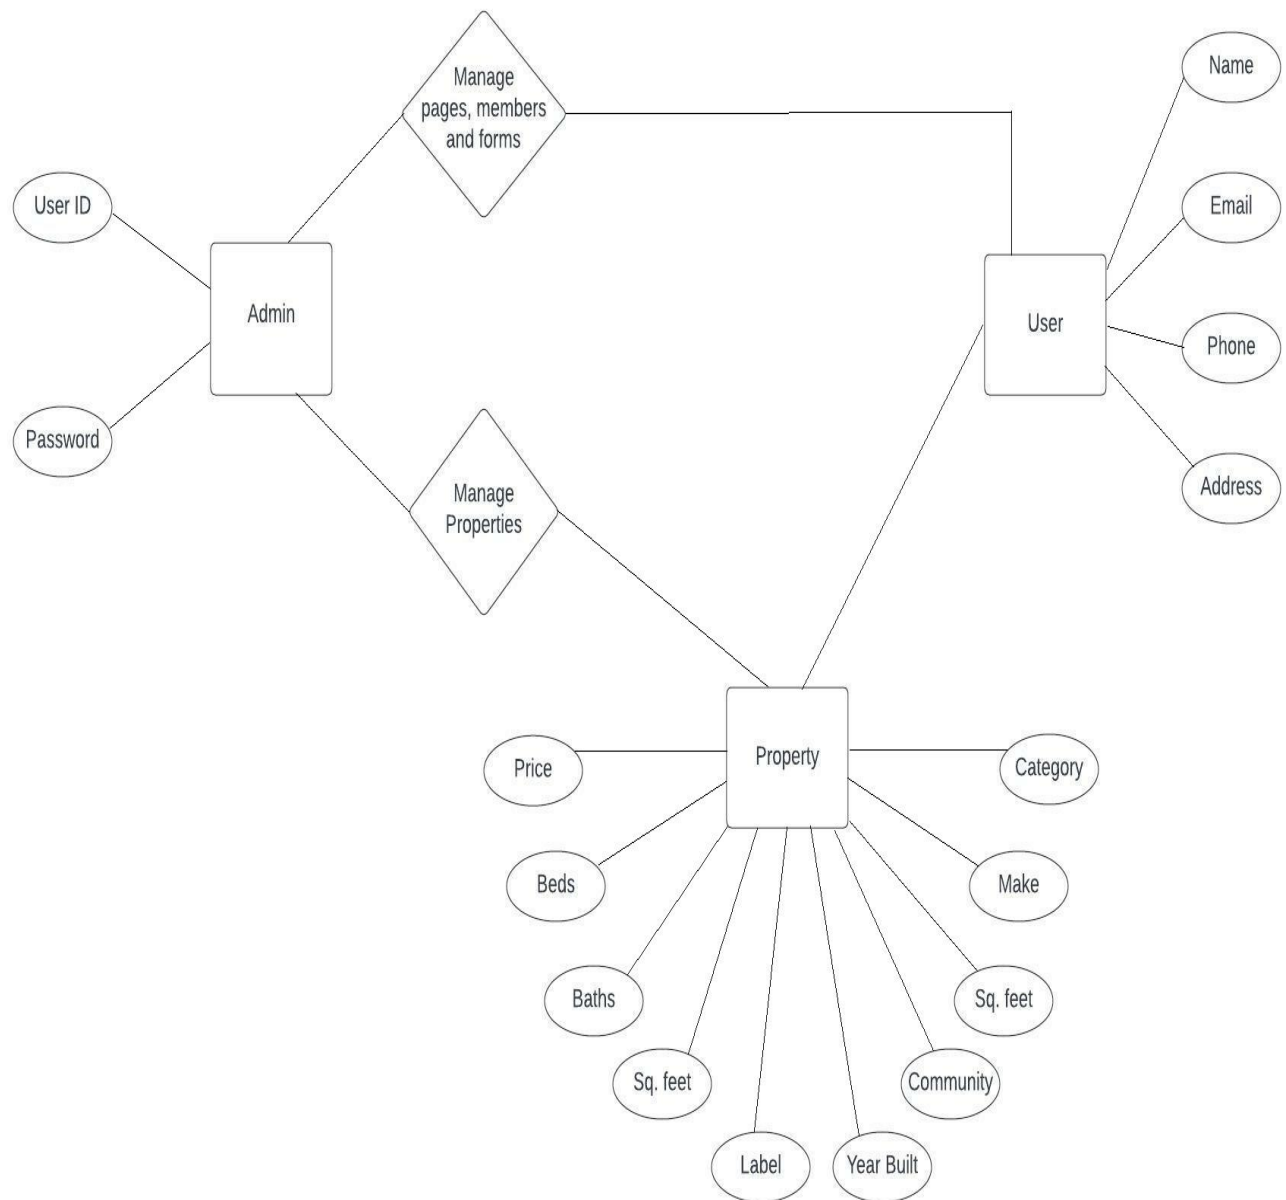 Manage
pages, members
and forms
Name
User ID
Email
Admin
User
Phone
Password
Manage
Properties
Address
Property
Price
Category
Beds
Make
Baths
Sq. feet
Sq. feet
Community
Label
Year Built